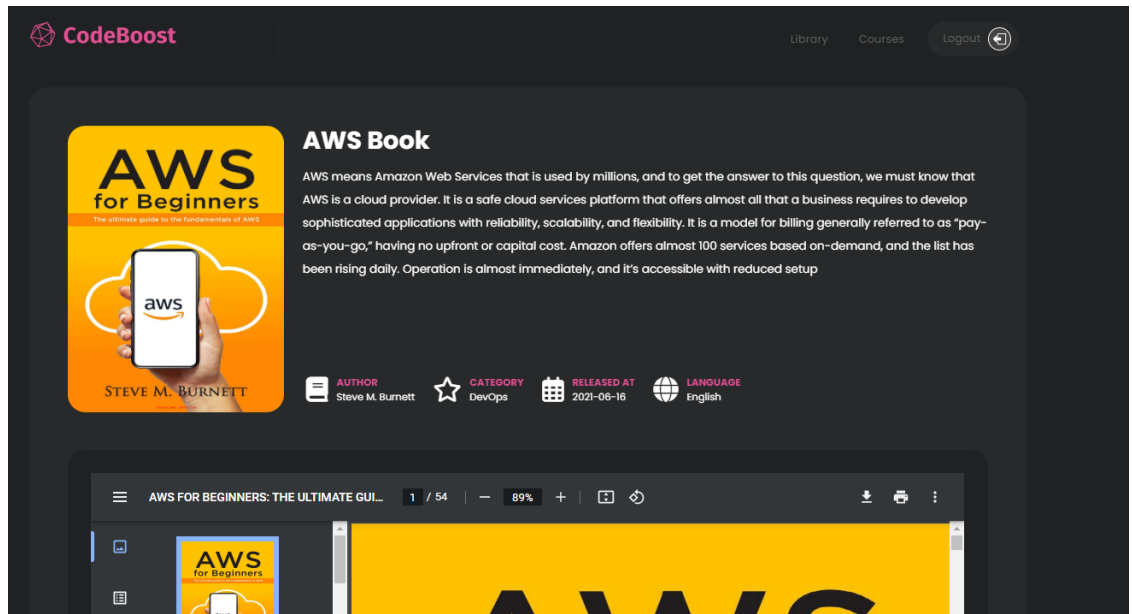 CodeBoost
Library
Courses
Logout
AWS
for Beginners
The ultimate guide to the fundamentals of AWS
aws
STEVE M. BURNETT
AWS Book
AWS means Amazon Web Services that is used by millions, and to get the answer to this question, we must know that
AWS is a cloud provider. It is a safe cloud services platform that offers almost all that a business requires to develop
sophisticated applications with reliability, scalability, and flexibility. It is a model for billing generally referred to as “pay-
as-you-go,” having no upfront or capital cost. Amazon offers almost 100 services based on-demand, and the list has
been rising daily. Operation is almost immediately, and it’s accessible with reduced setup
AUTHOR
Steve M. Burnett
CATEGORY
DevOps
RELEASED AT
2021-06-16
LANGUAGE
English
AWS FOR BEGINNERS: THE ULTIMATE GUI...
1 / 54
89%
AWS
for Beginners
AWS